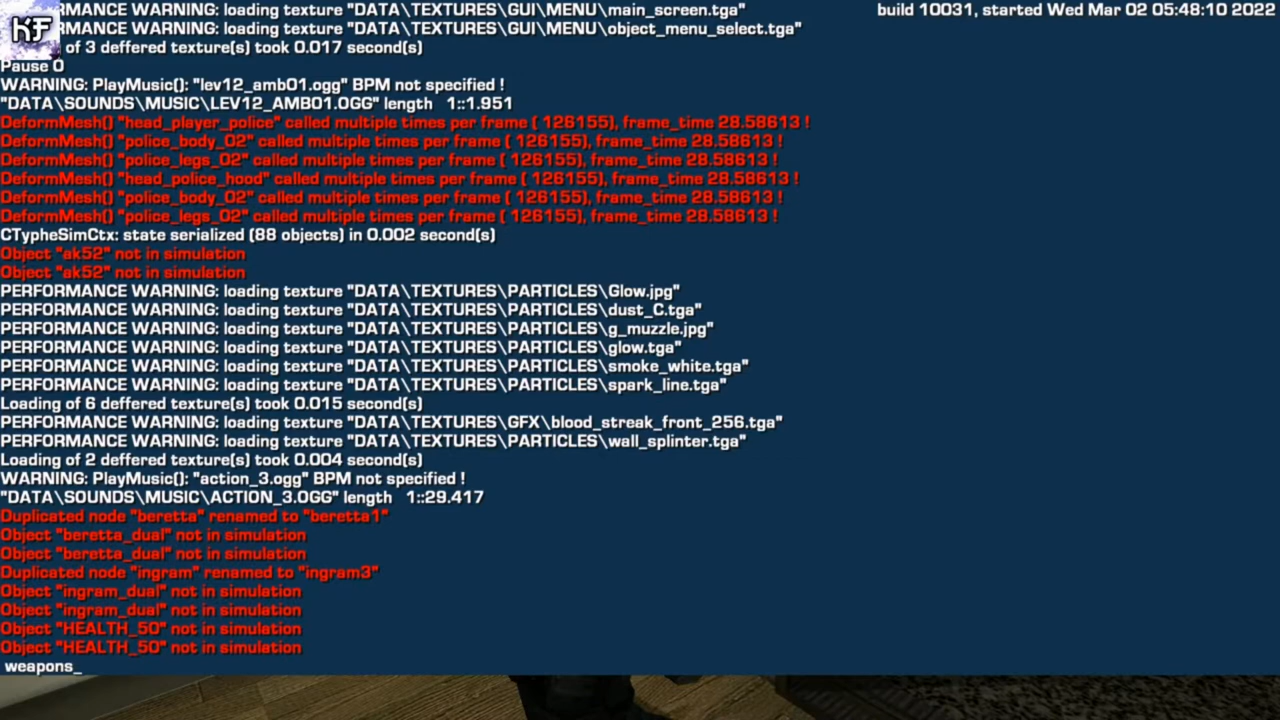 RMANCE WARNING: loading texture "DATA\TEXTURES\GUI\MENU\main_screen.tga"
build 10031, started Wed Mar 02 05:48:10 2022
KF
RMANCE WARNING: loading texture "DATA\TEXTURES\GUI\MENU\object_menu_select.tga"
of 3 deffered texture(s) took 0.017 second(s)
Pause 0
WARNING: PlayMusic(): "lev12_amb01.ogg" BPM not specified !
"DATA\SOUNDS\MUSIC\LEV12_AMB01.OGG" length 1::1.951
DeformMesh() "head_player_police" called multiple times per frame ( 126155), frame_time 28.58613 !
DeformMesh() "police_body_02" called multiple times per frame ( 126155), frame_time 28.58613 !
DeformMesh() "police_legs_02" called multiple times per frame ( 126155), frame_time 28.58613 !
DeformMesh() "head_police_hood" called multiple times per frame ( 126155), frame_time 28.58613 !
DeformMesh() "police_body_02" called multiple times per frame ( 126155), frame_time 28.58613 !
DeformMesh() "police_legs_02" called multiple times per frame ( 126155), frame_time 28.58613 !
CTypheSimCtx: state serialized (88 objects) in 0.002 second(s)
Object "ak52" not in simulation
Object "ak52" not in simulation
PERFORMANCE WARNING: loading texture "DATA\TEXTURES\PARTICLES\Glow.jpg"
PERFORMANCE WARNING: loading texture "DATA\TEXTURES\PARTICLES\dust_C.tga"
PERFORMANCE WARNING: loading texture "DATA\TEXTURES\PARTICLES\g_muzzle.jpg"
PERFORMANCE WARNING: loading texture "DATA\TEXTURES\PARTICLES\glow.tga"
PERFORMANCE WARNING: loading texture "DATA\TEXTURES\PARTICLES\smoke_white.tga"
PERFORMANCE WARNING: loading texture "DATA\TEXTURES\PARTICLES\spark_line.tga"
Loading of 6 deffered texture(s) took 0.015 second(s)
PERFORMANCE WARNING: loading texture "DATA\TEXTURES\GFX\blood_streak_front_256.tga"
PERFORMANCE WARNING: loading texture "DATA\TEXTURES\PARTICLES\wall_splinter.tga"
Loading of 2 deffered texture(s) took 0.004 second(s)
WARNING: PlayMusic(): "action_3.ogg" BPM not specified !
"DATA\SOUNDS\MUSIC\ACTION_3.OGG" length 1::29.417
Duplicated node "beretta" renamed to "beretta1"
Object "beretta_dual" not in simulation
Object "beretta_dual" not in simulation
Duplicated node "ingram" renamed to "ingram3"
Object "ingram_dual" not in simulation
Object "ingram_dual" not in simulation
Object "HEALTH_50" not in simulation
Object "HEALTH_50" not in simulation
weapons_